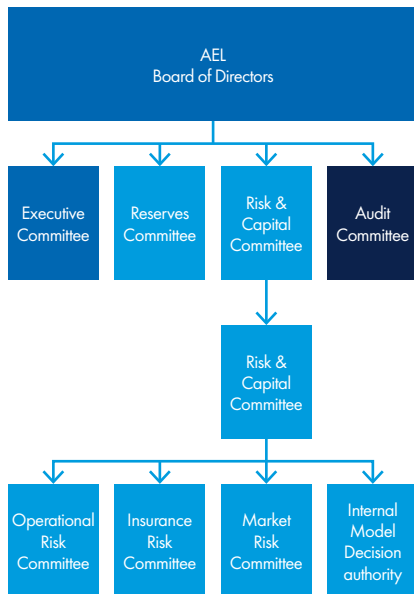 AEL
Board of Directors
Executive
Committee
Reserves
Committee
Risk &
Capital
Committee
Audit
Committee
Risk &
Capital
Committee
Operational
Risk
Committee
Insurance
Risk
Committee
Market
Risk
Committee
Internal
Model
Decision
authority